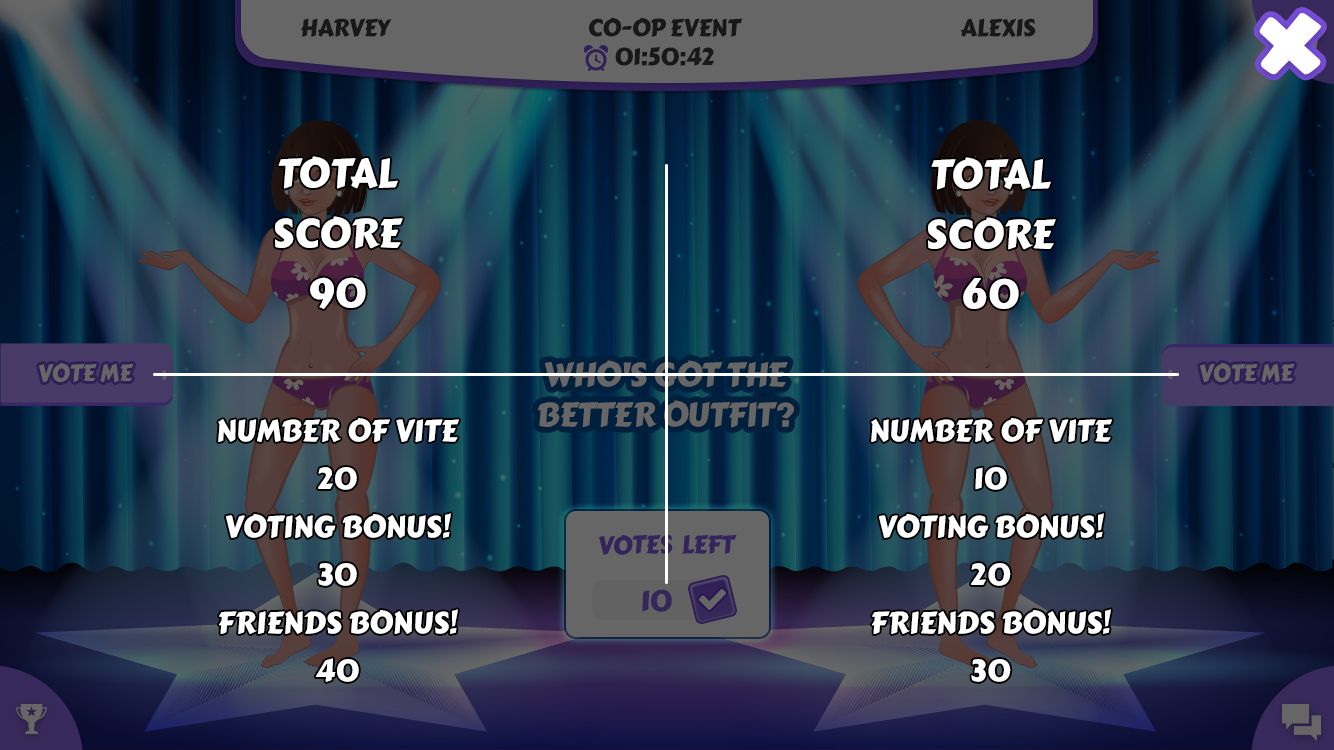 HARVEY
CO-OP EVENT
ALEXIS
01:50:42
TOTAL
SCORE
90
TOTAL
SCORE
60
VOTE ME
VOTE ME
WHO'S GOT THE
BETTER OUTFIT?
NUMBER OF VITE
20
VOTING BONUS!
30
FRIENDS BONUS!
40
NUMBER OF VITE
10
VOTING BONUS!
20
FRIENDS BONUS!
30
VOTES LEFT
10